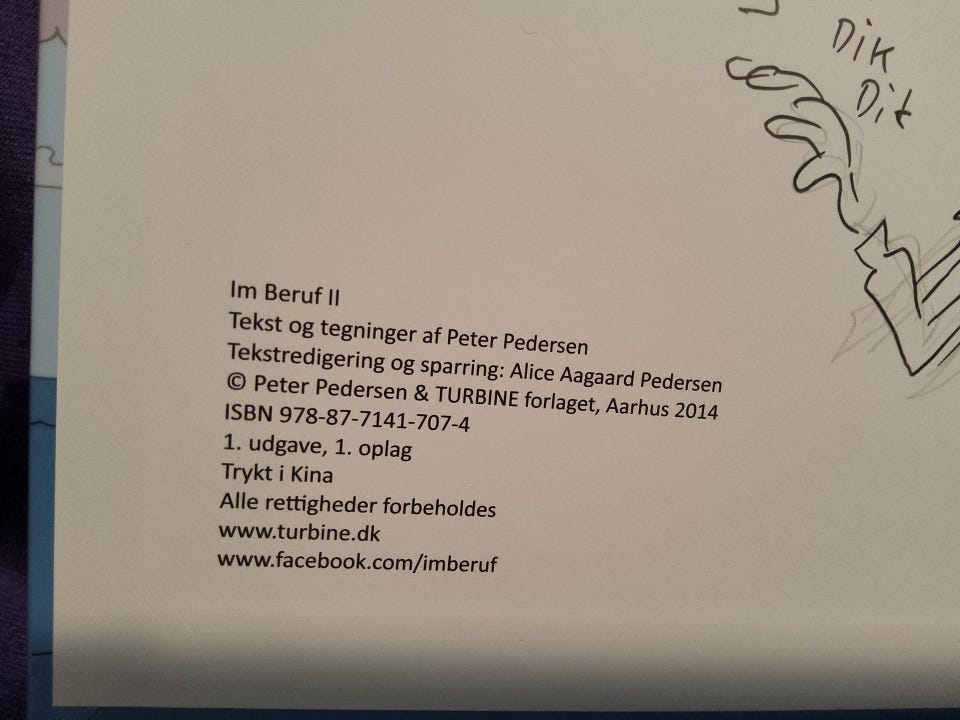 Dik
Dit
Im Beruf II
Tekst og tegninger af Peter Pedersen
Tekstredigering og sparring: Alice Aagaard Pedersen
© Peter Pedersen & TURBINE forlaget, Aarhus 2014
ISBN 978-87-7141-707-4
1. udgave, 1. oplag
Trykt i Kina
Alle rettigheder forbeholdes
www.turbine.dk
www.facebook.com/imberuf